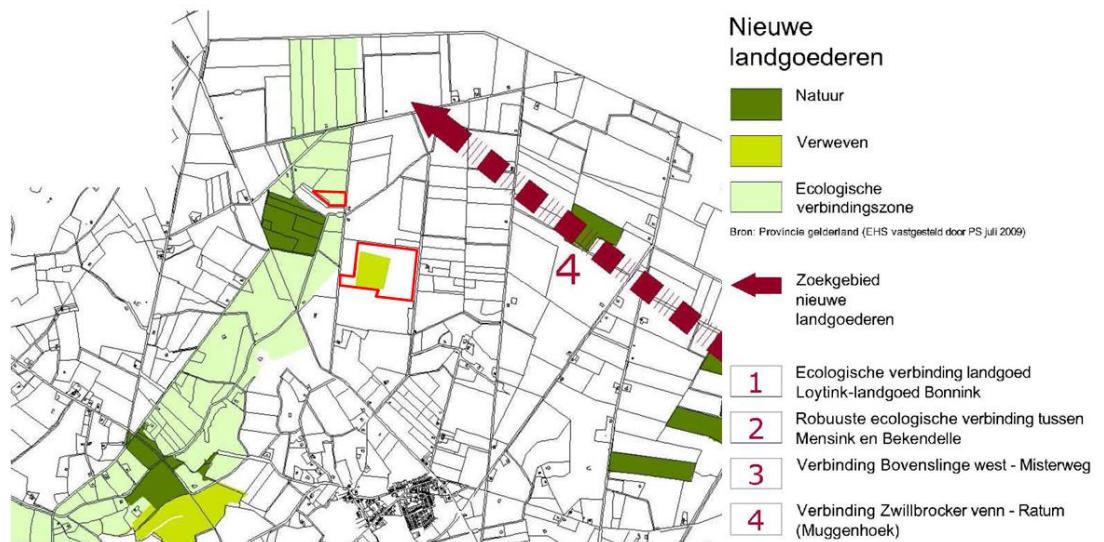 Nieuwe
landgoederen
Natuur
Verweven
Ecologische
verbindingszone
Bron: Provincie gelderland (EHS vastgesteld door PS juli 2009)
Zoekgebied
nieuwe
landgoederen
1
Ecologische verbinding landgoed
Loytink-landgoed Bonnink
2
Robuuste ecologische verbinding tussen
Mensink en Bekendelle
3
Verbinding Bovenslinge west - Misterweg
4
Verbinding Zwillbrocker venn - Ratum
(Muggenhoek)
4